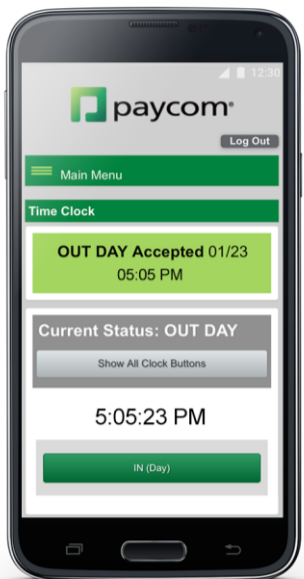 12:30
paycom
Log Out
Main Menu
Time Clock
OUT DAY Accepted 01/23
05:05 PM
Current Status: OUT DAY
Show All Clock Buttons
5:05:23 PM
IN (Day)